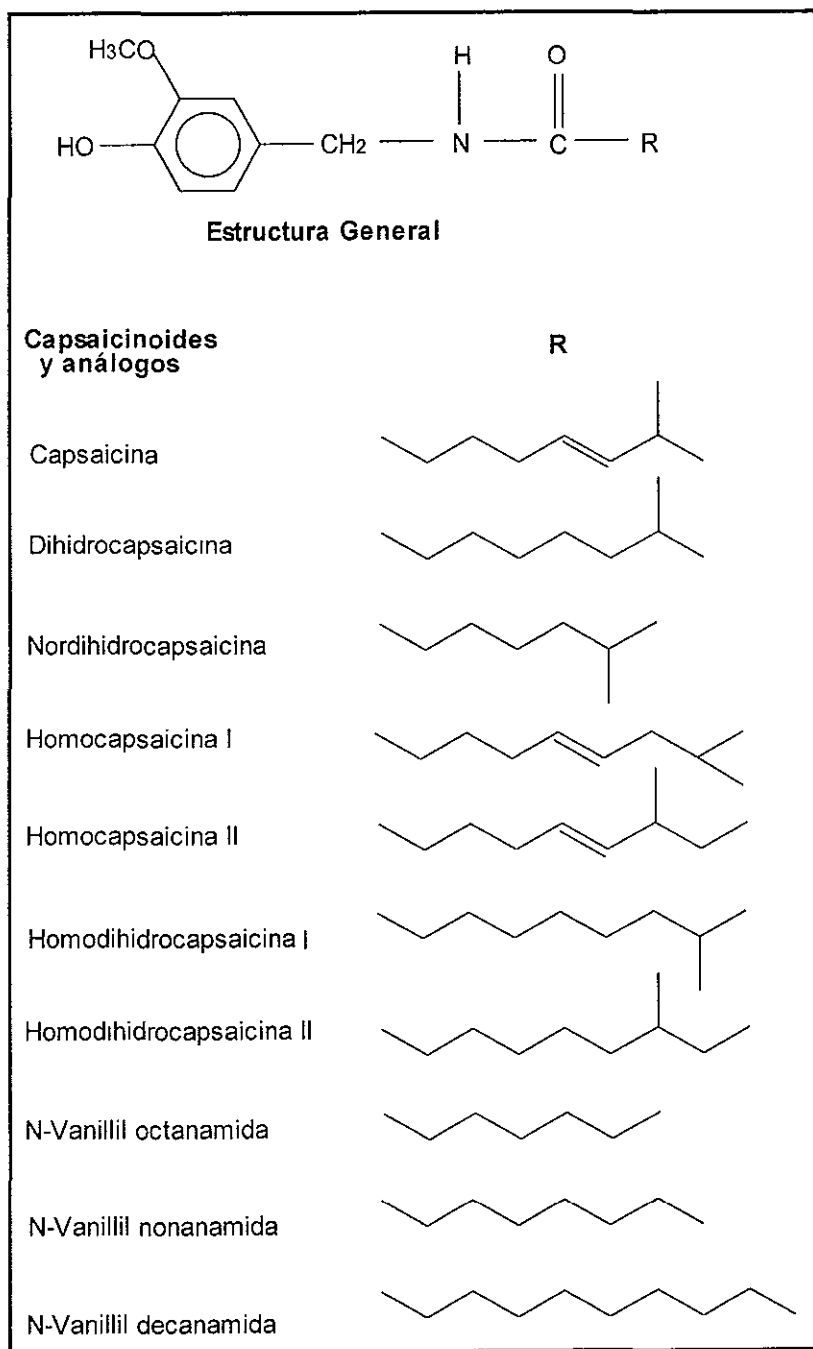 H3CO
H
O
HO
CH2
N
C
R
Estructura General
Capsaicinoides
y análogos
R
Capsaicina
Dihidrocapsaicina
Nordihidrocapsaicina
Homocapsaicina I
Homocapsaicina II
Homodihidrocapsaicina I
Homodihidrocapsaicina II
N-Vanillil octanamida
N-Vanillil nonanamida
N-Vanillil decanamida